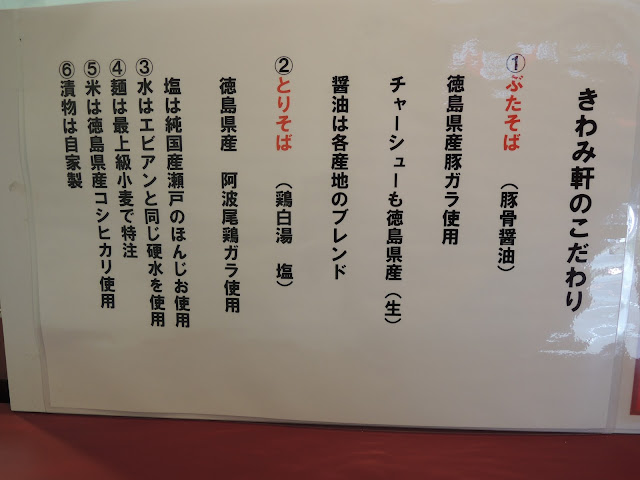 きわみ軒のこだわり
①ぶたそば (豚骨醤油)
徳島県産豚ガラ使用
チャーシューも徳島県産(生)
醤油は各産地のブレンド
②とりそば (鶏白湯 塩)
徳島県産 阿波尾鶏ガラ使用
塩は純国産瀬戸のほんじお使用
③水はエビアンと同じ硬水を使用
④麺は最上級小麦で特注
⑤米は徳島県産コシヒカリ使用
⑥漬物は自家製